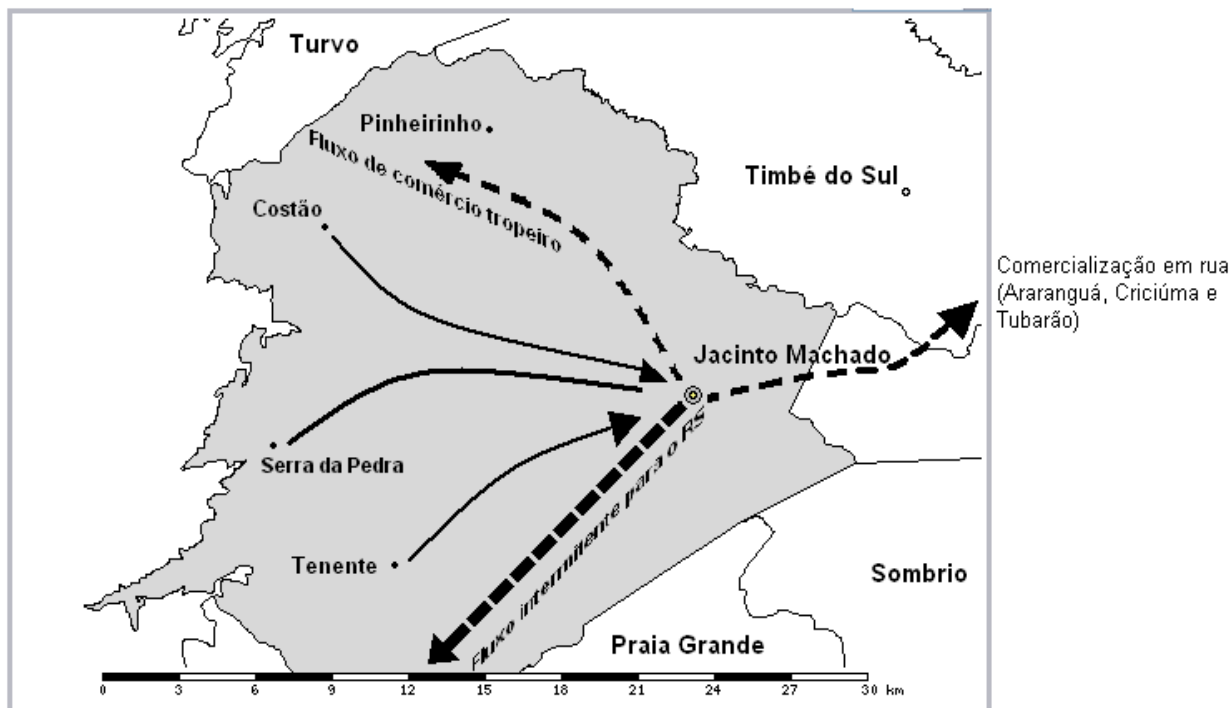 Turvo
Pinheirinho
Fluxo de comércio tropeiro
Timbé do Sul
Costão
Comercialização em rua
(Araranguá, Criciúma e
Tubarão)
Jacinto Machado
Serra da Pedra
Fluxo intermitente para o RS
Tenente
Sombrio
Praia Grande
0 3 6 9 12 15 18 21 24 27 30 km